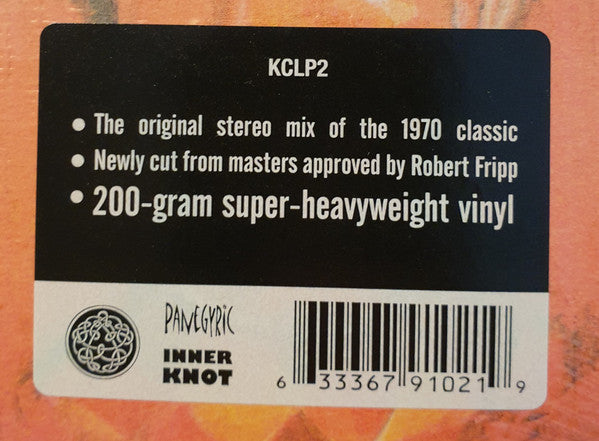 KCLP2
• The original stereo mix of the 1970 classic
• Newly cut from masters approved by Robert Fripp
• 200-gram super-heavyweight vinyl
PANEGYRIC
INNER
KNOT
6 33367 91021 9